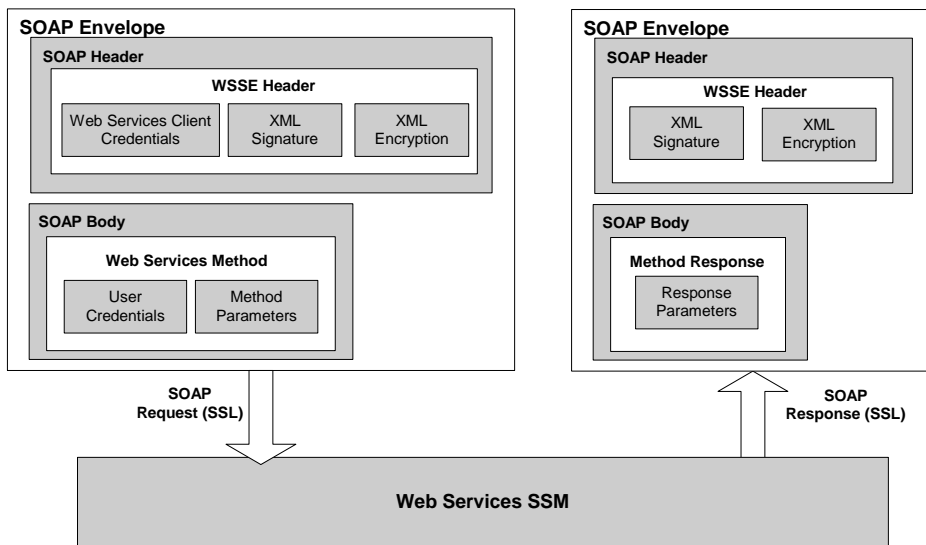 SOAP Envelope
SOAP Header
WSSE Header
Web Services Client
Credentials
XML
Signature
XML
Encryption
SOAP Body
Web Services Method
User
Credentials
Method
Parameters
SOAP
Request (SSL)
SOAP Envelope
SOAP Header
WSSE Header
XML
Signature
XML
Encryption
SOAP Body
Method Response
Response
Parameters
SOAP
Response (SSL)
Web Services SSM